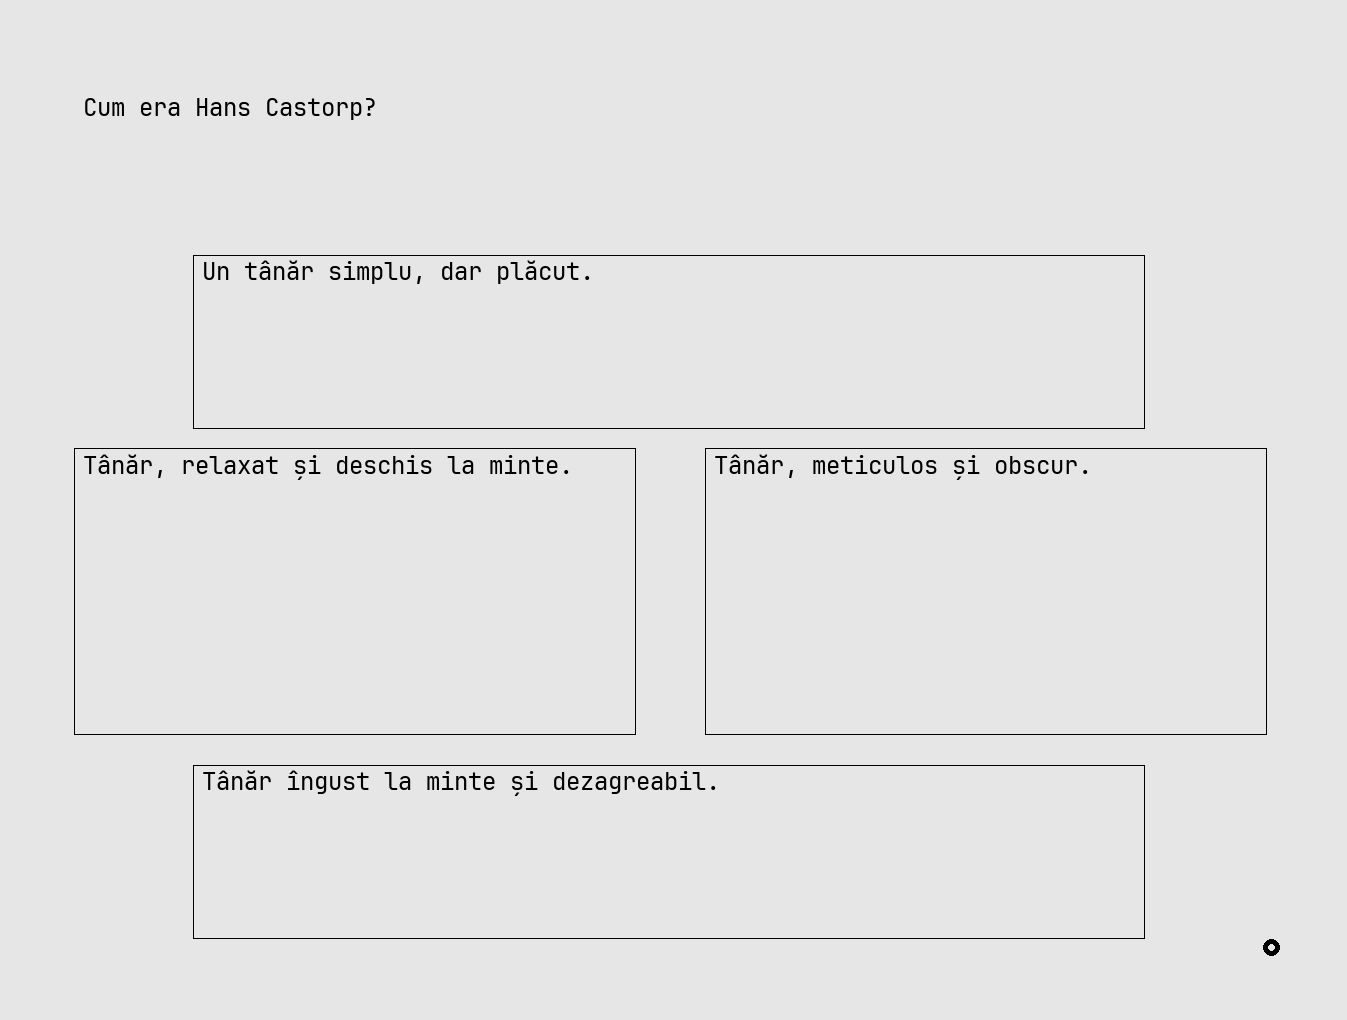 Cum era Hans Castorp?
Un tânăr simplu, dar plăcut.
Tânăr, relaxat și deschis la minte.
Tânăr, meticulos și obscur.
Tânăr îngust la minte și dezagreabil.